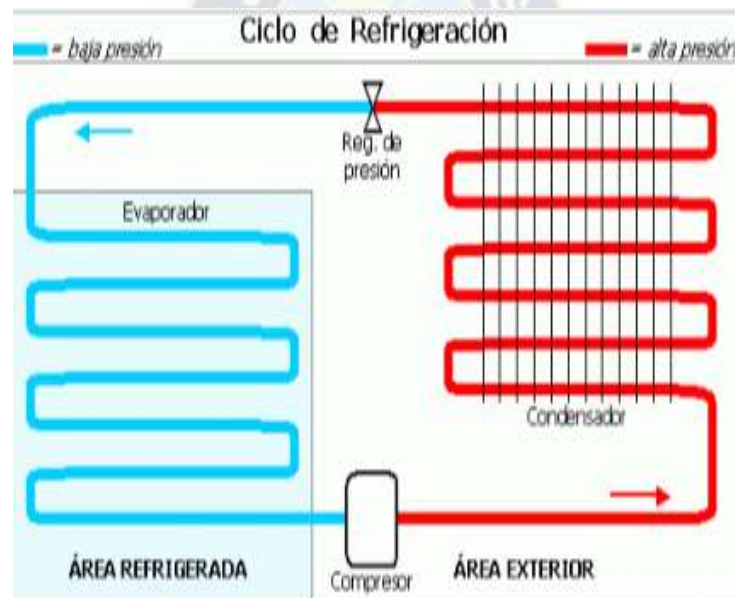 Ciclo de Refrigeración
= baja presión
= alta presión
Reg. de
presión
Evaporador
Condensador
ÁREA REFRIGERADA
Compresor
ÁREA EXTERIOR